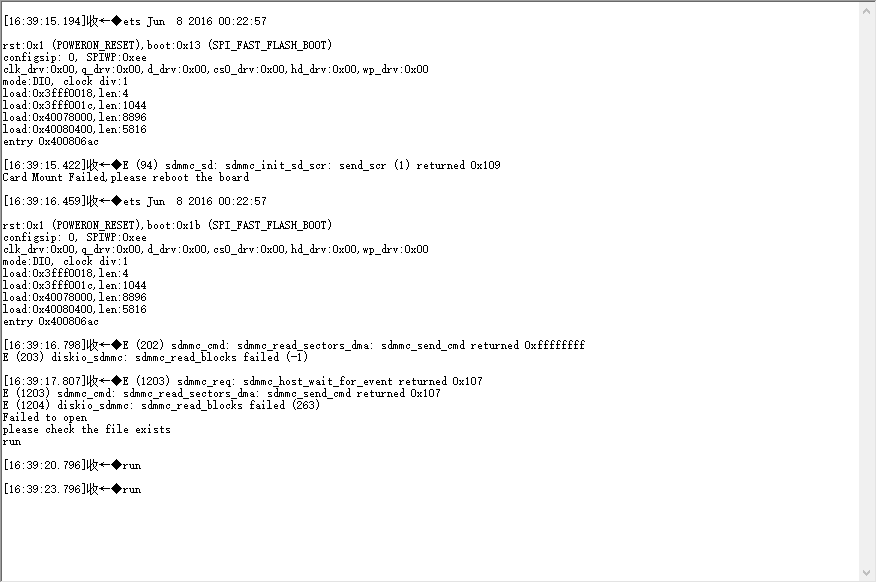 [16:39:15.194]收←◆ets Jun  8 2016 00:22:57
rst:0x1 (POWERON_RESET),boot:0x13 (SPI_FAST_FLASH_BOOT)
configsip: 0, SPIWP:0xee
clk_drv:0x00,q_drv:0x00,d_drv:0x00,cs0_drv:0x00,hd_drv:0x00,wp_drv:0x00
mode:DIO, clock div:1
load:0x3fff0018,len:4
load:0x3fff001c,len:1044
load:0x40078000,len:8896
load:0x40080400,len:5816
entry 0x400806ac
[16:39:15.422]收←◆E (94) sdmmc_sd: sdmmc_init_sd_scr: send_scr (1) returned 0x109
Card Mount Failed,please reboot the board
[16:39:16.459]收←◆ets Jun  8 2016 00:22:57
rst:0x1 (POWERON_RESET),boot:0x1b (SPI_FAST_FLASH_BOOT)
configsip: 0, SPIWP:0xee
clk_drv:0x00,q_drv:0x00,d_drv:0x00,cs0_drv:0x00,hd_drv:0x00,wp_drv:0x00
mode:DIO, clock div:1
load:0x3fff0018,len:4
load:0x3fff001c,len:1044
load:0x40078000,len:8896
load:0x40080400,len:5816
entry 0x400806ac
[16:39:16.798]收←◆E (202) sdmmc_cmd: sdmmc_read_sectors_dma: sdmmc_send_cmd returned 0xffffffff
E (203) diskio_sdmmc: sdmmc_read_blocks failed (-1)
[16:39:17.807]收←◆E (1203) sdmmc_req: sdmmc_host_wait_for_event returned 0x107
E (1203) sdmmc_cmd: sdmmc_read_sectors_dma: sdmmc_send_cmd returned 0x107
E (1204) diskio_sdmmc: sdmmc_read_blocks failed (263)
Failed to open
please check the file exists
run
[16:39:20.796]收←◆run
[16:39:23.796]收←◆run